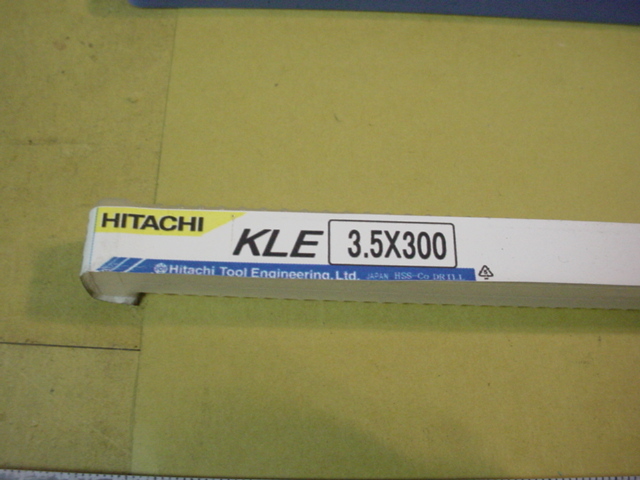 HITACHI
KLE 3.5X300
Hitachi Tool Engineering, Ltd. JAPAN HSS-Co DRILL